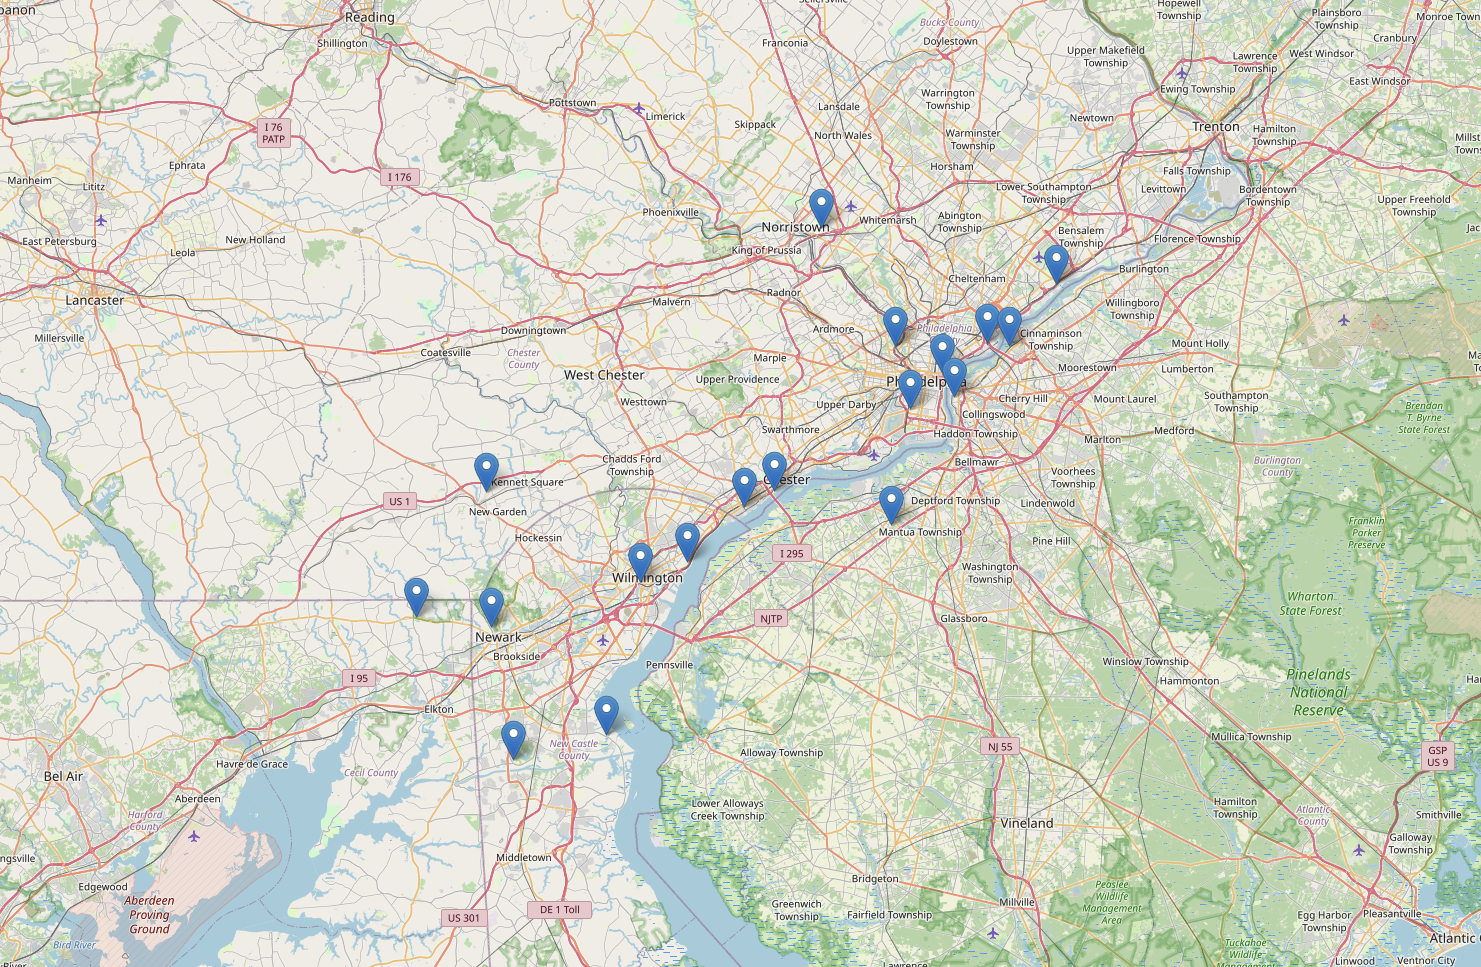 Hopewell
Township
Plainsboro
Township
Monroe Town
Reading
Shillington
Franconia
Bucks County
Doylestown
Upper Makefield
Township
Lawrence
Township
West Windsor
Cranbury
East Windsor
Ewing Township
Pottstown
Limerick
Lansdale
Warrington
Township
Newtown
Skippack
North Wales
Warminster
Township
Trenton
Hamilton
Township
I 76
PATP
Ephrata
Horsham
Manheim
Lititz
I 176
Lower Southampton
Township
Falls Township
Levittown
Bordentown
Township
Upper Freehold
Township
Phoenixville
Norristown
Whitemarsh
Abington
Township
Bensalem
Township
Florence Township
East Petersburg
New Holland
Leola
King of Prussia
Cheltenham
Burlington
Lancaster
Malvern
Radnor
Willingboro
Township
Millersville
Downingtown
Ardmore
Philadelphia
Cinnaminson
Township
Mount Holly
Coatesville
Chester
County
Marple
Moorestown
Lumberton
West Chester
Upper Providence
Philadelphia
Westtown
Upper Darby
Cherry Hill
Mount Laurel
Southampton
Township
Collingswood
Brendan
T. Byrne
State Forest
Swarthmore
Haddon Township
Marlton
Medford
Chadds Ford
Township
Bellmawr
Voorhees
Township
Burlington
County
Kennett Square
Chester
US 1
New Garden
Deptford Township
Lindenwold
Mantua Township
Pine Hill
Franklin
Parker
Preserve
Hockessin
I 295
Wilmington
Washington
Township
Wharton
State Forest
NJTP
Glassboro
Newark
Brookside
Pennsville
Winslow Township
Hammonton
I 95
Pinelands
National
Reserve
Elkton
New Castle
County
Alloway Township
NJ 55
Mullica Township
GSP
US 9
Bel Air
Havre de Grace
Cecil County
Aberdeen
Harford
County
Lower Alloways
Creek Township
Vineland
Hamilton
Township
Atlantic
County
Smithville
Galloway
Township
Middletown
Bridgeton
Edgewood
Aberdeen
Proving
Ground
US 301
DE 1 Toll
Greenwich
Township
Fairfield Township
Millville
Peaslee
Wildlife
Management
Area
Egg Harbor
Township
Pleasantville
Bird River
Tuckahoe
Wildlife
Atlantic
Linwood
Ventnor City